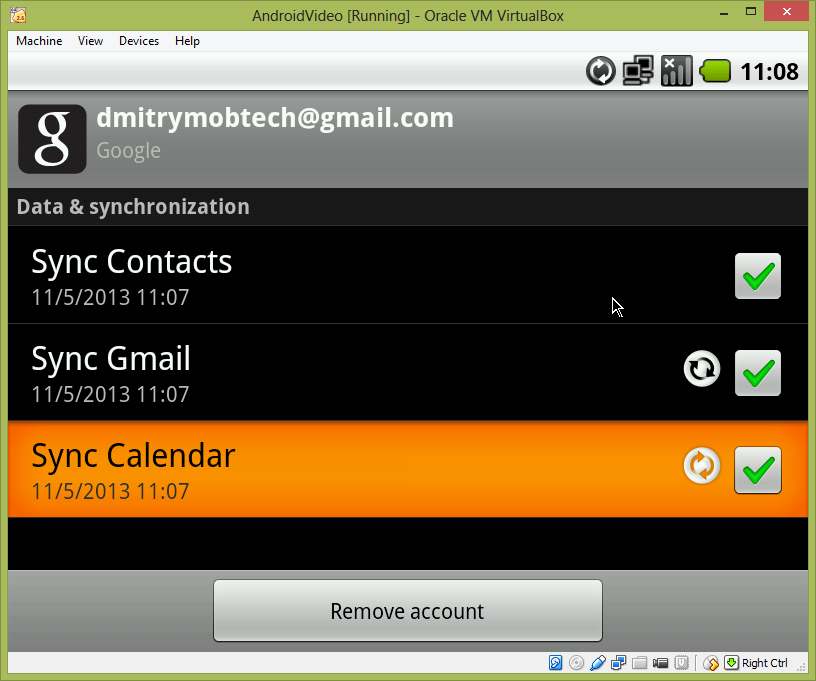 AndroidVideo [Running] - Oracle VM VirtualBox
Machine View Devices Help
11:08
g
dmitrymobtech@gmail.com
Google
Data & synchronization
Sync Contacts
11/5/2013 11:07
Sync Gmail
11/5/2013 11:07
Sync Calendar
11/5/2013 11:07
Remove account
Right Ctrl